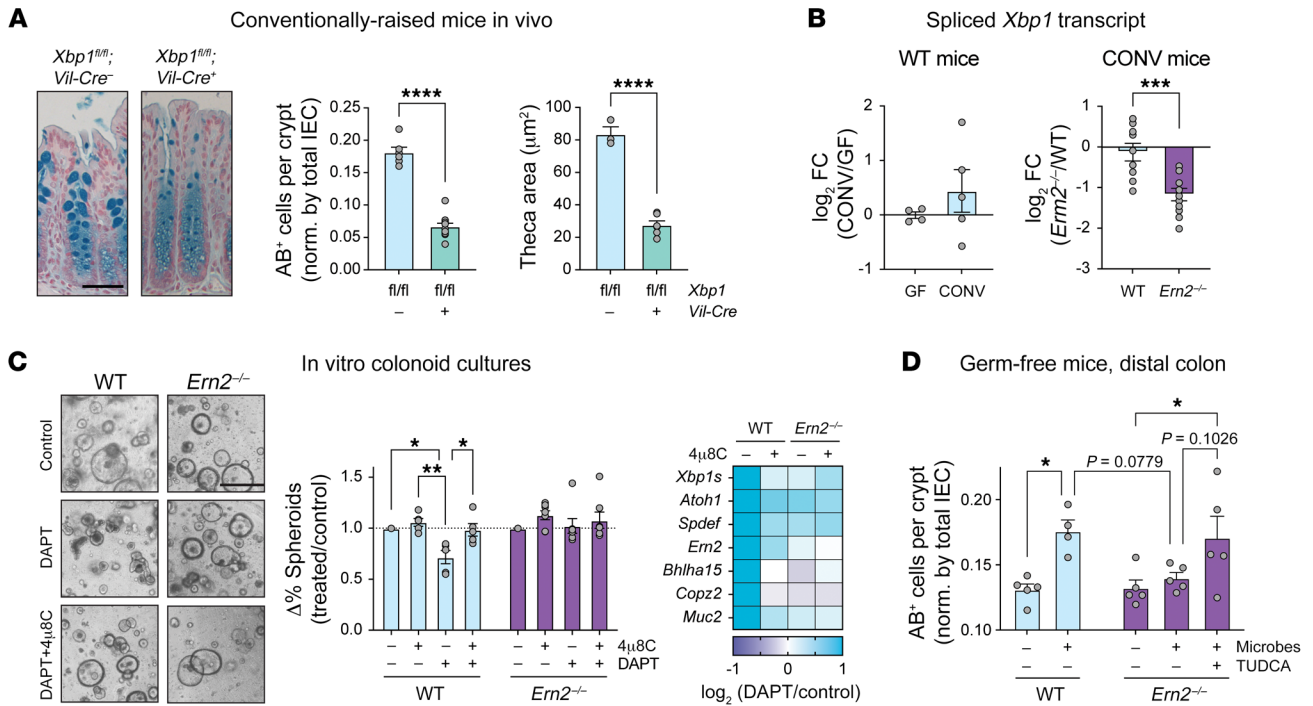 A
Conventionally-raised mice in vivo
Xbp1fl/fl;
Vil-Cre–
Xbp1fl/fl;
Vil-Cre+
AB+ cells per crypt
(norm. by total IEC)
0.25
0.20
0.15
0.10
0.05
0.00
****
fl/fl
fl/fl
–
+
Theca area (µm2)
100
80
60
40
20
0
****
fl/fl
fl/fl
Xbp1
–
+
Vil-Cre
B
Spliced Xbp1 transcript
WT mice
log2 FC
(CONV/GF)
2
1
0
-1
GF
CONV
CONV mice
log2 FC
(Ern2–/–/WT)
1
0
-1
-2
-3
***
WT
Ern2–/–
C
In vitro colonoid cultures
WT
Ern2–/–
Control
DAPT
DAPT+4µ8C
Δ% Spheroids
(treated/control)
1.5
1.0
0.5
0.0
*
*
**
– + – + – + – + 4µ8C
– – + + – – + + DAPT
WT
Ern2–/–
WT
Ern2–/–
4µ8C – + – +
Xbp1s
Atoh1
Spdef
Ern2
Bhlha15
Copz2
Muc2
-1 0 1
log2 (DAPT/control)
D
Germ-free mice, distal colon
AB+ cells per crypt
(norm. by total IEC)
0.20
0.15
0.10
*
P = 0.0779
*
P = 0.1026
– + – + + Microbes
+ TUDCA
WT
Ern2–/–